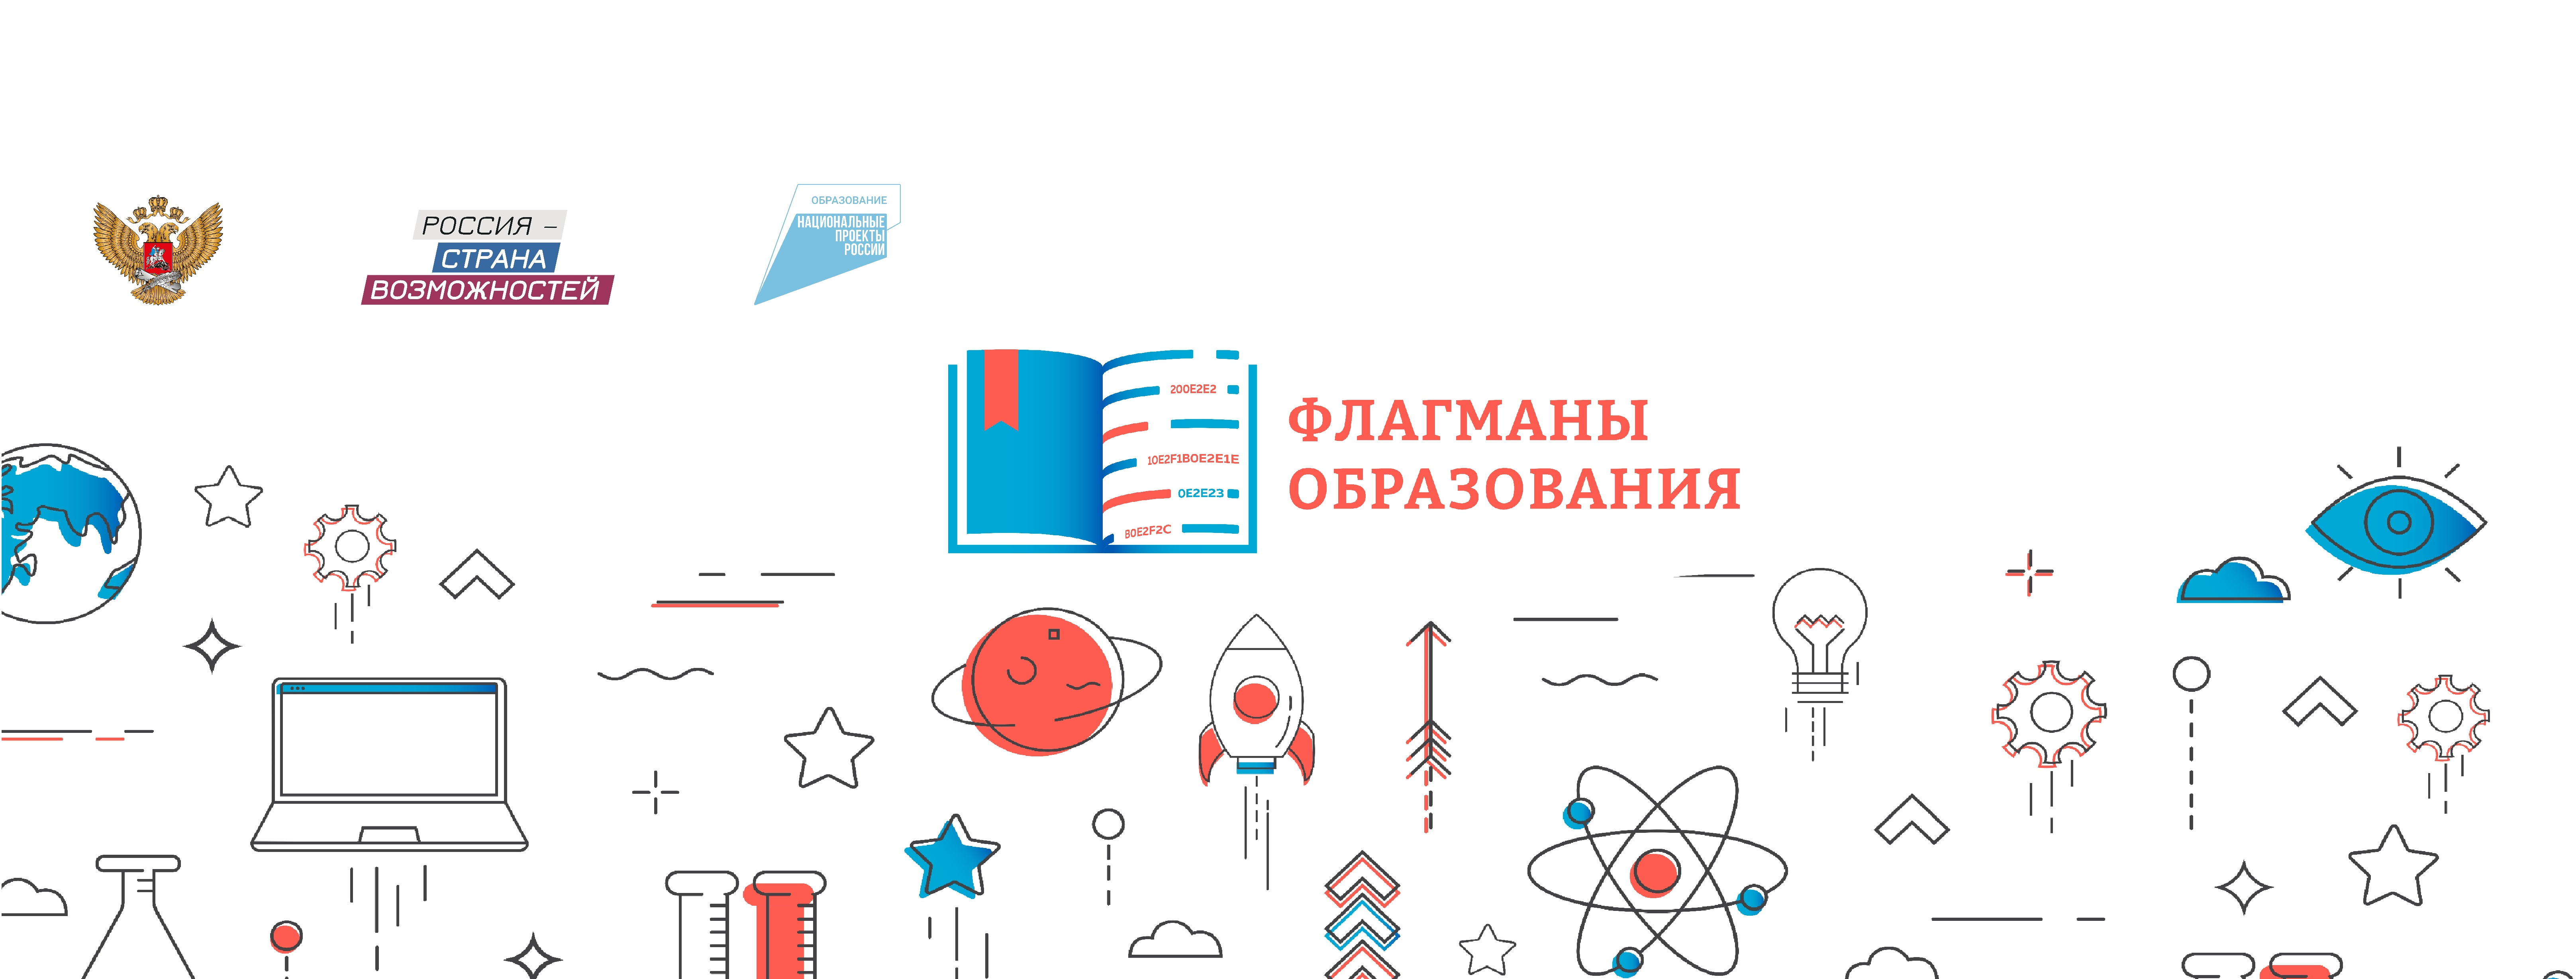 РОССИЯ –
СТРАНА
ВОЗМОЖНОСТЕЙ
ОБРАЗОВАНИЕ
НАЦИОНАЛЬНЫЕ
ПРОЕКТЫ
РОССИИ
200E2E2
10E2F1B0E2E1E
0E2E23
B0E2F2C
ФЛАГМАНЫ
ОБРАЗОВАНИЯ